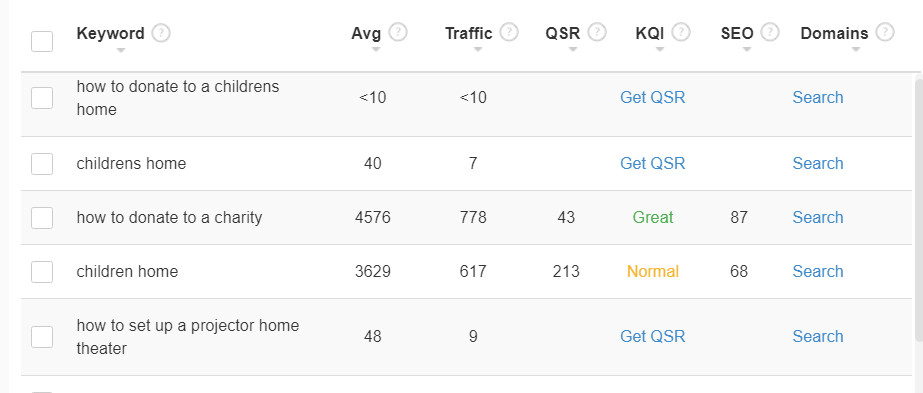 Keyword ? Avg ? Traffic ? QSR ? KQI ? SEO ? Domains ?
how to donate to a childrens
home
<10 <10 Get QSR Search
childrens home 40 7 Get QSR Search
how to donate to a charity 4576 778 43 Great 87 Search
children home 3629 617 213 Normal 68 Search
how to set up a projector home
theater
48 9 Get QSR Search